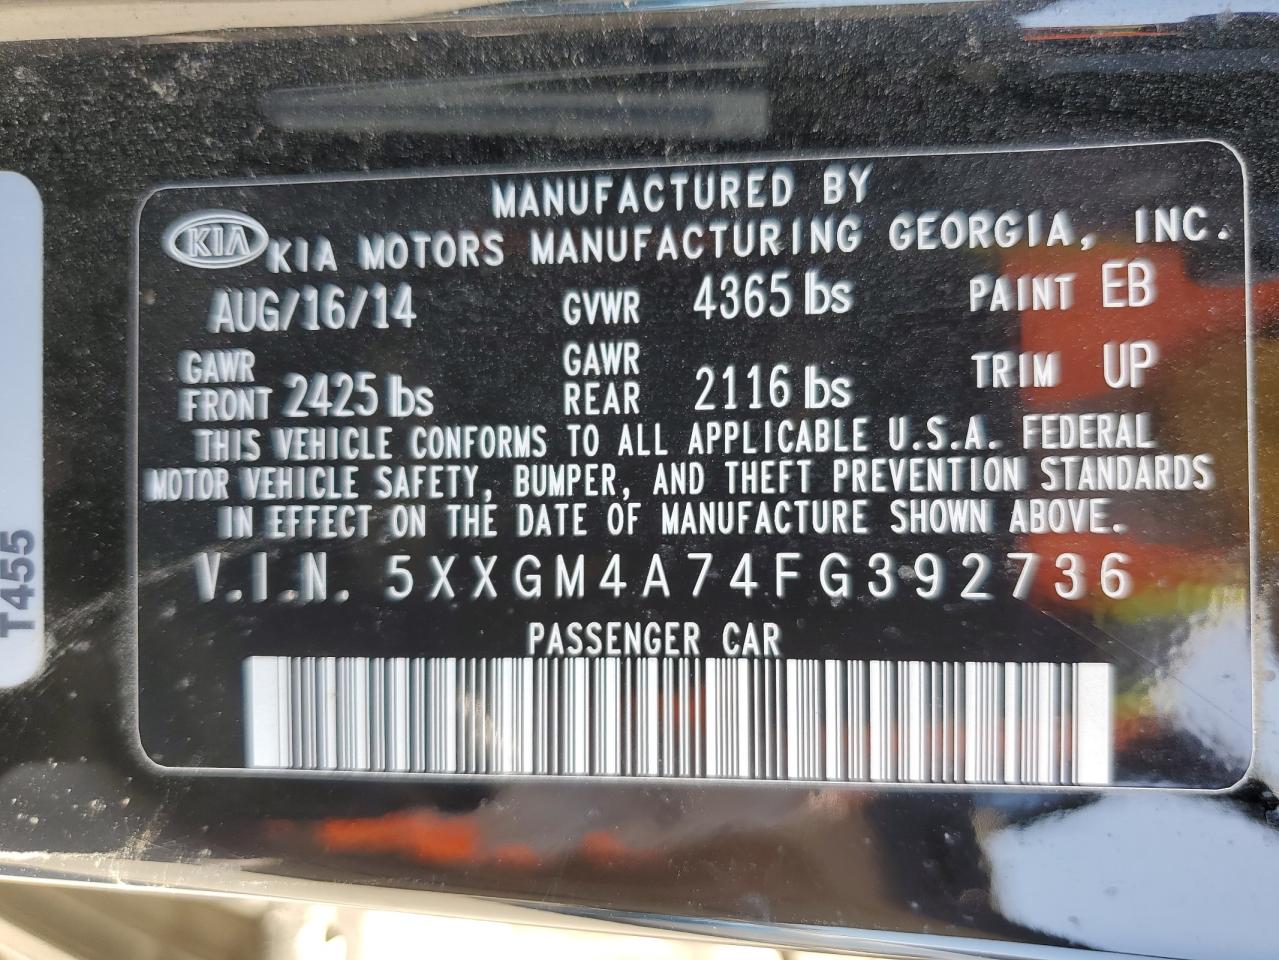 MANUFACTURED BY
KIA KIA MOTORS MANUFACTURING GEORGIA, INC.
AUG/16/14 GVWR 4365 lbs PAINT EB
GAWR FRONT 2425 lbs GAWR REAR 2116 lbs TRIM UP
THIS VEHICLE CONFORMS TO ALL APPLICABLE U.S.A. FEDERAL
MOTOR VEHICLE SAFETY, BUMPER, AND THEFT PREVENTION STANDARDS
IN EFFECT ON THE DATE OF MANUFACTURE SHOWN ABOVE.
V.I.N. 5XXGM4A74FG392736
PASSENGER CAR
T455